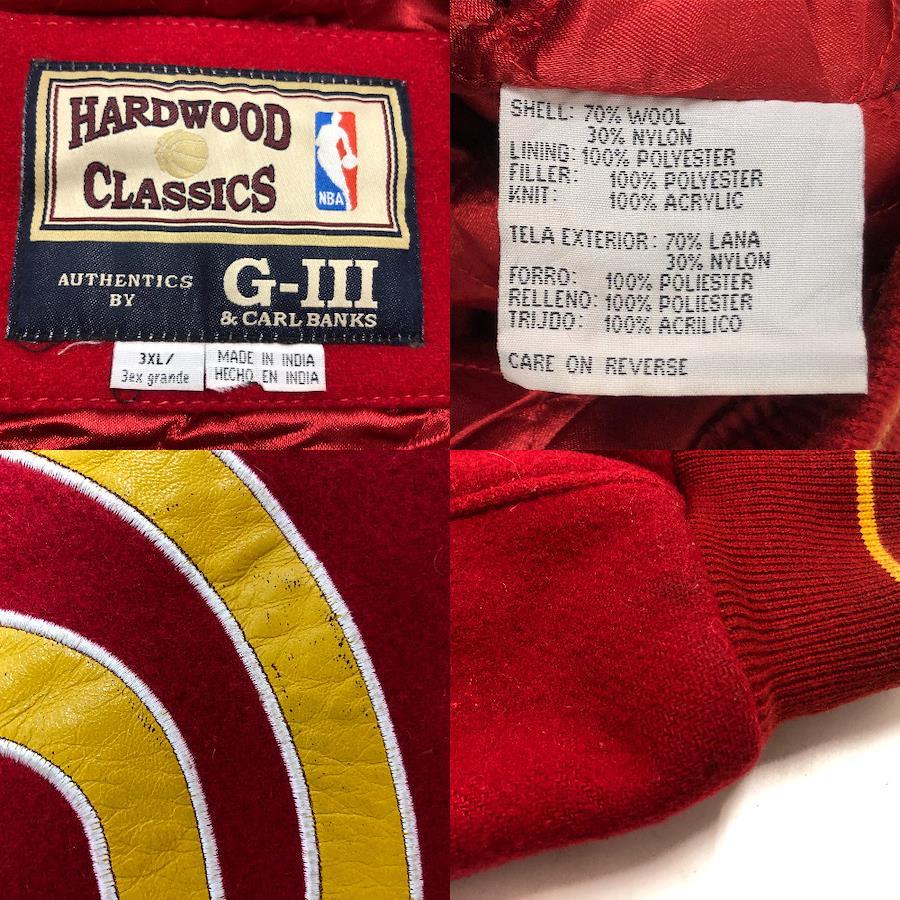 HARDWOOD
CLASSICS
NBA
AUTHENTICS
BY
G-III
& CARL BANKS
3XL/
3ex grande
MADE IN INDIA
HECHO EN INDIA
SHELL: 70% WOOL
30% NYLON
LINING: 100% POLYESTER
FILLER: 100% POLYESTER
KNIT: 100% ACRYLIC
TELA EXTERIOR: 70% LANA
30% NYLON
FORRO: 100% POLIESTER
RELLENO: 100% POLIESTER
TRIJDO: 100% ACRILICO
CARE ON REVERSE